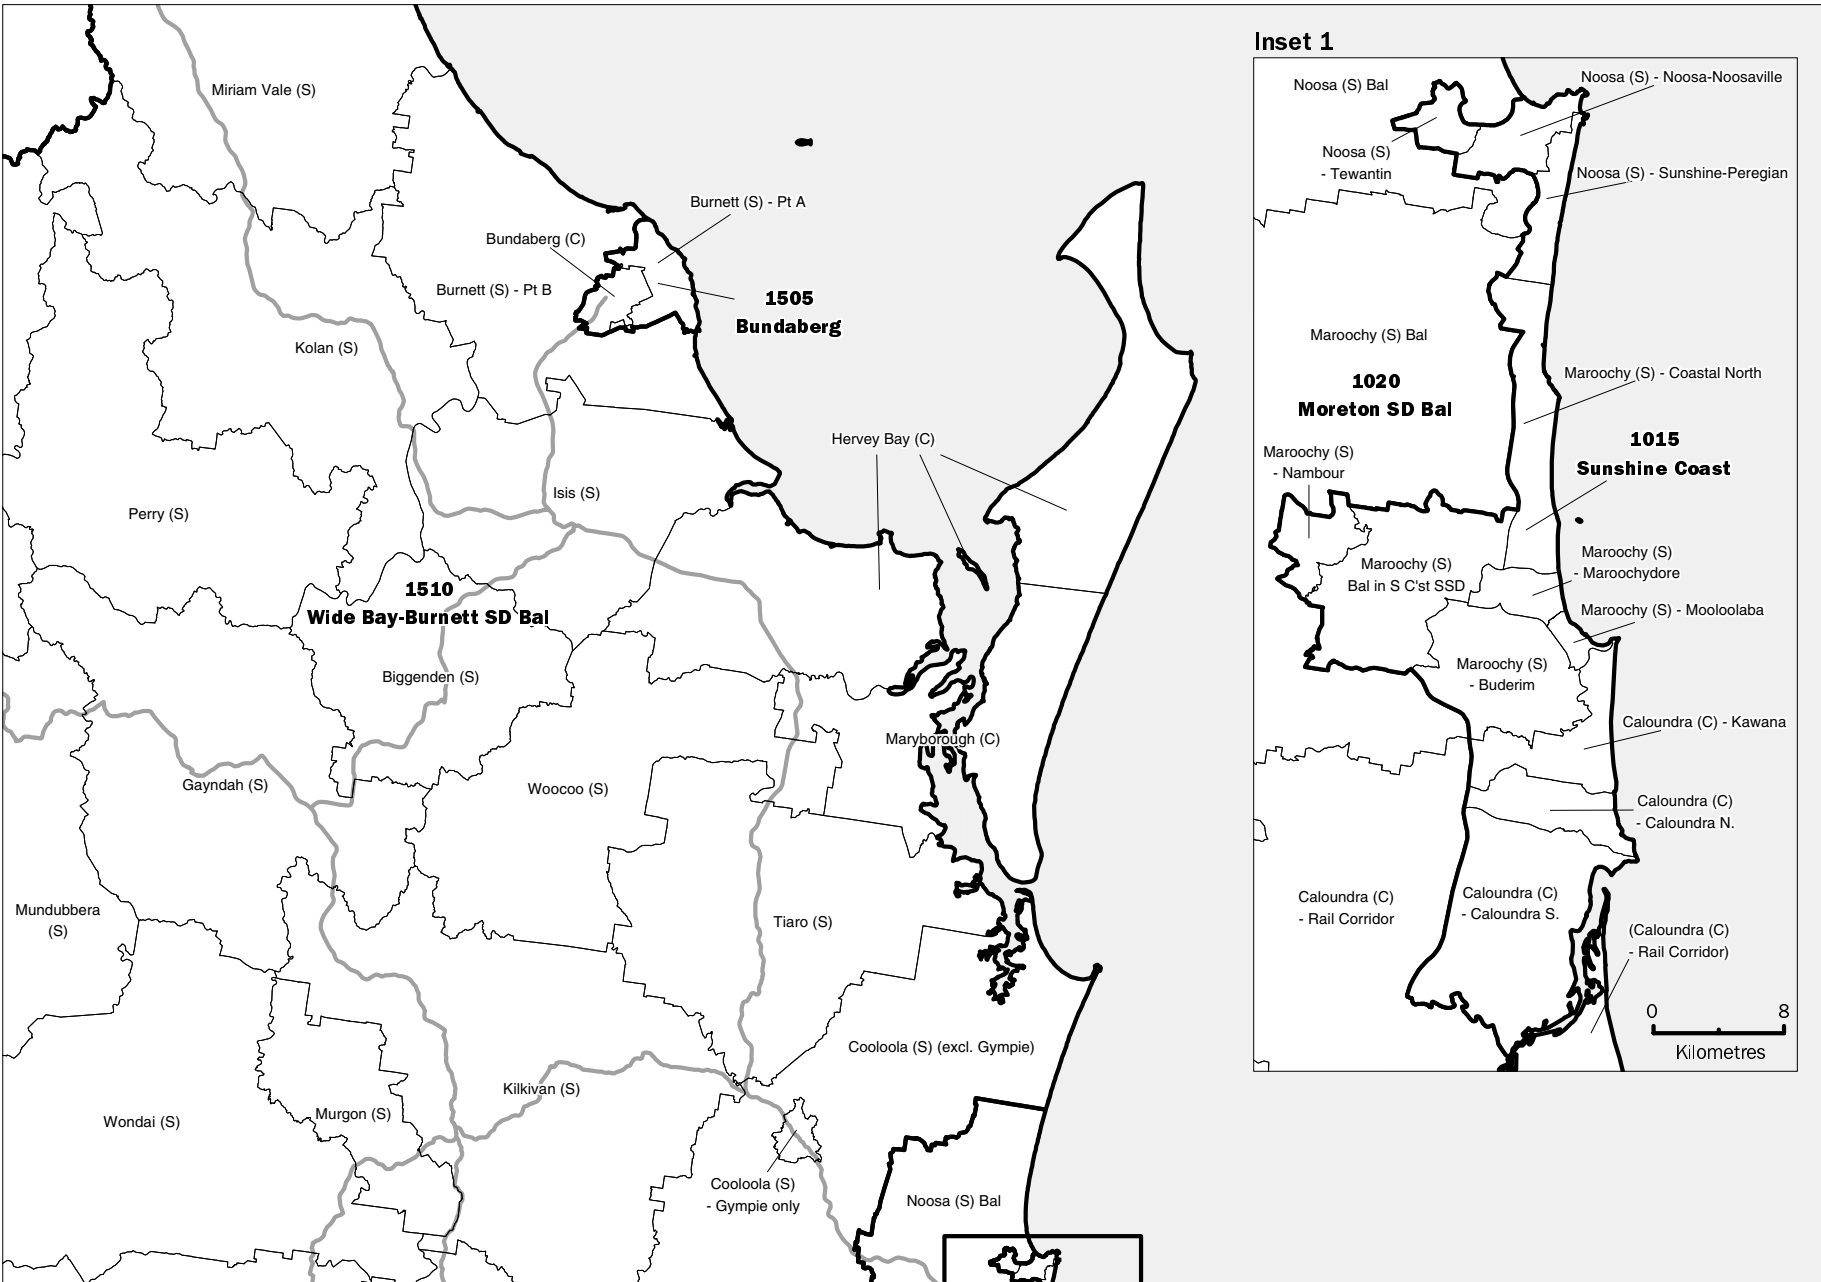 Miriam Vale (S)
Burnett (S) - Pt A
Bundaberg (C)
Burnett (S) - Pt B
1505
Bundaberg
Kolan (S)
Hervey Bay (C)
Isis (S)
Perry (S)
1510
Wide Bay-Burnett SD Bal
Biggenden (S)
Maryborough (C)
Gayndah (S)
Woocoo (S)
Mundubbera
(S)
Tiaro (S)
Cooloola (S) (excl. Gympie)
Kilkivan (S)
Murgon (S)
Wondai (S)
Cooloola (S)
- Gympie only
Noosa (S) Bal
Inset 1
Noosa (S) Bal
Noosa (S) - Noosa-Noosaville
Noosa (S)
- Tewantin
Noosa (S) - Sunshine-Peregian
Maroochy (S) Bal
1020
Moreton SD Bal
Maroochy (S) - Coastal North
1015
Sunshine Coast
Maroochy (S)
- Nambour
Maroochy (S)
Bal in S C'st SSD
Maroochy (S)
- Maroochydore
Maroochy (S) - Mooloolaba
Maroochy (S)
- Buderim
Caloundra (C) - Kawana
Caloundra (C)
- Caloundra N.
Caloundra (C)
- Rail Corridor
Caloundra (C)
- Caloundra S.
(Caloundra (C)
- Rail Corridor)
0 8
Kilometres